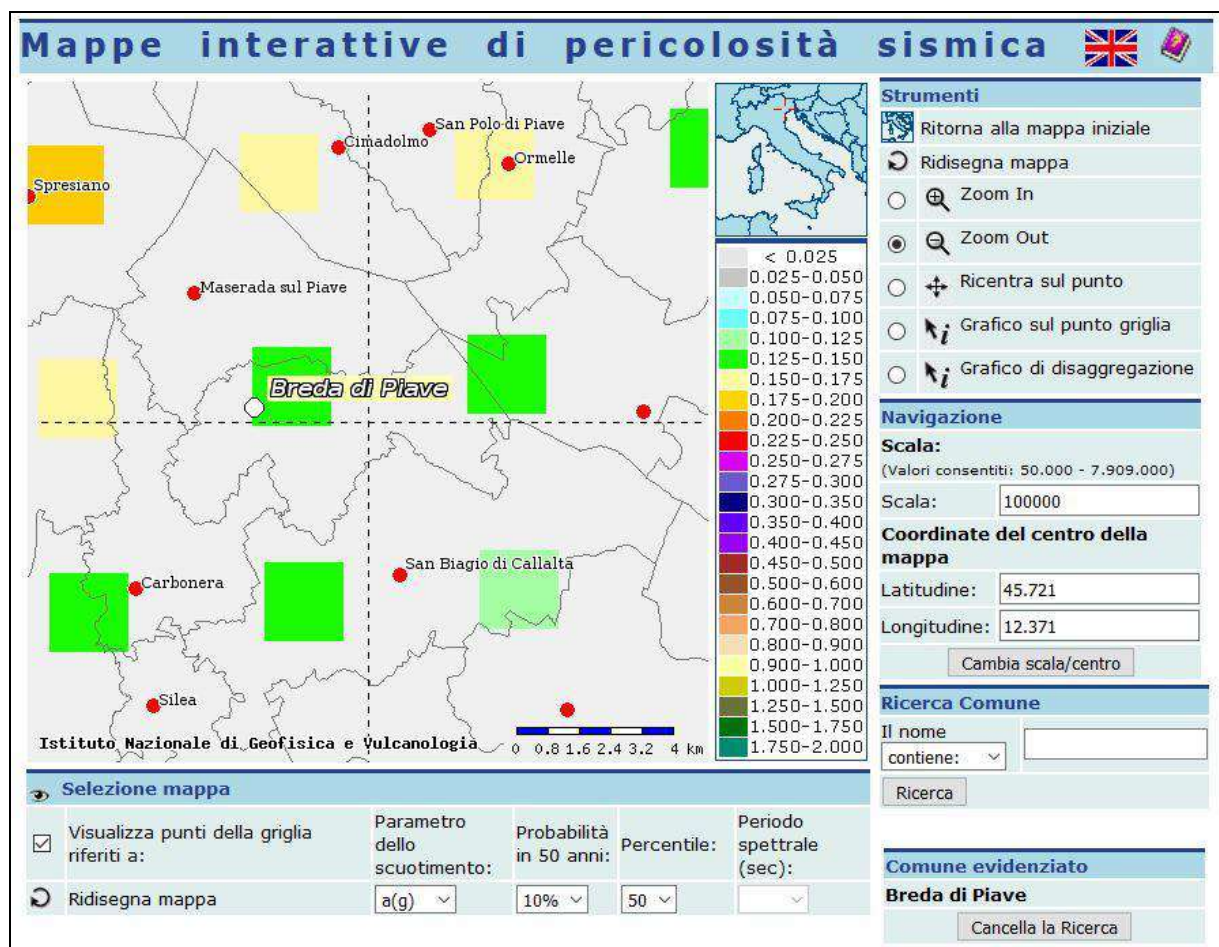 Mappe interattive di pericolosità sismica
San Polo di Piave
Cimadolmo
Ormelle
Spresiano
Maserada sul Piave
Breda di Piave
San Biagio di Callalta
Carbonera
Silea
Istituto Nazionale di Geofisica e Vulcanologia
0 0.8 1.6 2.4 3.2 4 km
< 0.025
0.025-0.050
0.050-0.075
0.075-0.100
0.100-0.125
0.125-0.150
0.150-0.175
0.175-0.200
0.200-0.225
0.225-0.250
0.250-0.275
0.275-0.300
0.300-0.350
0.350-0.400
0.400-0.450
0.450-0.500
0.500-0.600
0.600-0.700
0.700-0.800
0.800-0.900
0.900-1.000
1.000-1.250
1.250-1.500
1.500-1.750
1.750-2.000
Strumenti
Ritorna alla mappa iniziale
Ridisegna mappa
Zoom In
Zoom Out
Ricentra sul punto
Grafico sul punto griglia
Grafico di disaggregazione
Navigazione
Scala:
(Valori consentiti: 50.000 - 7.909.000)
Scala: 100000
Coordinate del centro della
mappa
Latitudine: 45.721
Longitudine: 12.371
Cambia scala/centro
Ricerca Comune
Il nome
contiene:
Ricerca
Comune evidenziato
Breda di Piave
Cancella la Ricerca
Selezione mappa
Visualizza punti della griglia
riferiti a:
Parametro
dello
scuotimento:
Probabilità
in 50 anni:
Percentile:
Periodo
spettrale
(sec):
Ridisegna mappa
a(g)
10%
50